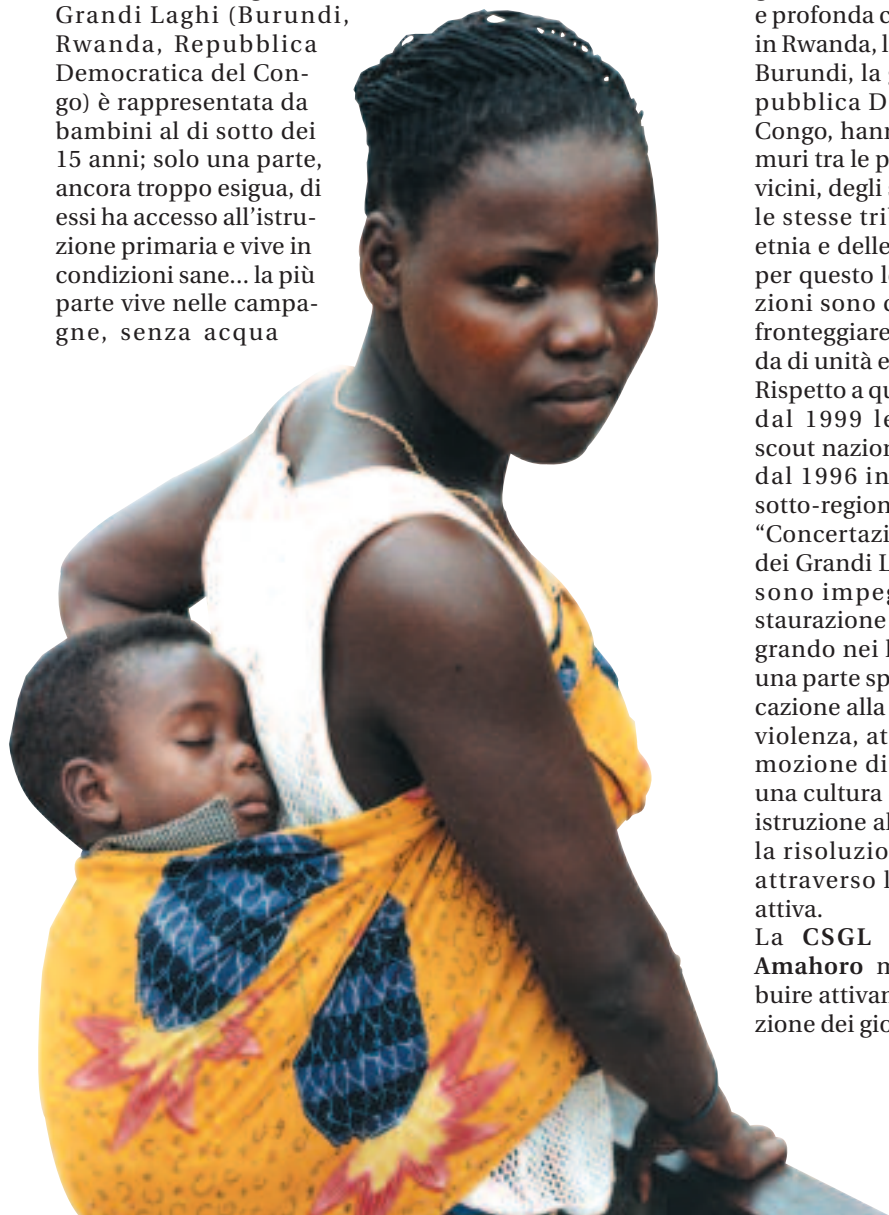 Grandi Laghi (Burundi,
Rwanda, Repubblica
Democratica del Con-
go) è rappresentata da
bambini al di sotto dei
15 anni; solo una parte,
ancora troppo esigua, di
essi ha accesso all'istru-
zione primaria e vive in
condizioni sane... la più
parte vive nelle campa-
gne, senza acqua
e profonda
in Rwanda,
Burundi, la
pubblica D
Congo, hann
muri tra le p
vicini, degli
le stesse tri
etnia e delle
per questo
zioni sono
fronteggiare
da di unità e
Rispetto a qu
dal 1999 le
scout nazion
dal 1996 in
sotto-region
“Concertazi
dei Grandi L
sono impeg
staurazione
grando nei
una parte sp
cazione alla
violenza, at
mozione di
una cultura
istruzione al
la risoluzio
attraverso l
attiva.
La CSGL
Amahoro
buire attivan
zione dei gio